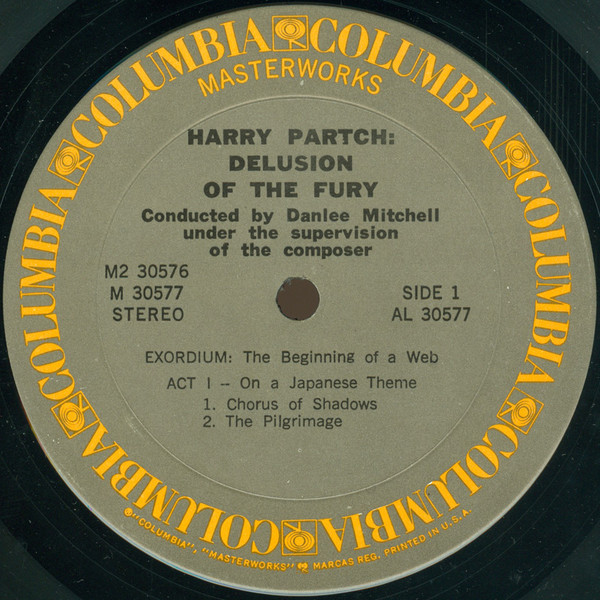 COLUMBIA COLUMBIA COLUMBIA COLUMBIA COLUMBIA COLUMBIA COLUMBIA COLUMBIA
MASTERWORKS
HARRY PARTCH:
DELUSION
OF THE FURY
Conducted by Danlee Mitchell
under the supervision
of the composer
M2 30576
M 30577
STEREO
SIDE 1
AL 30577
EXORDIUM: The Beginning of a Web
ACT I -- On a Japanese Theme
1. Chorus of Shadows
2. The Pilgrimage
® "COLUMBIA", "MASTERWORKS" MARCAS REG. PRINTED IN U.S.A.